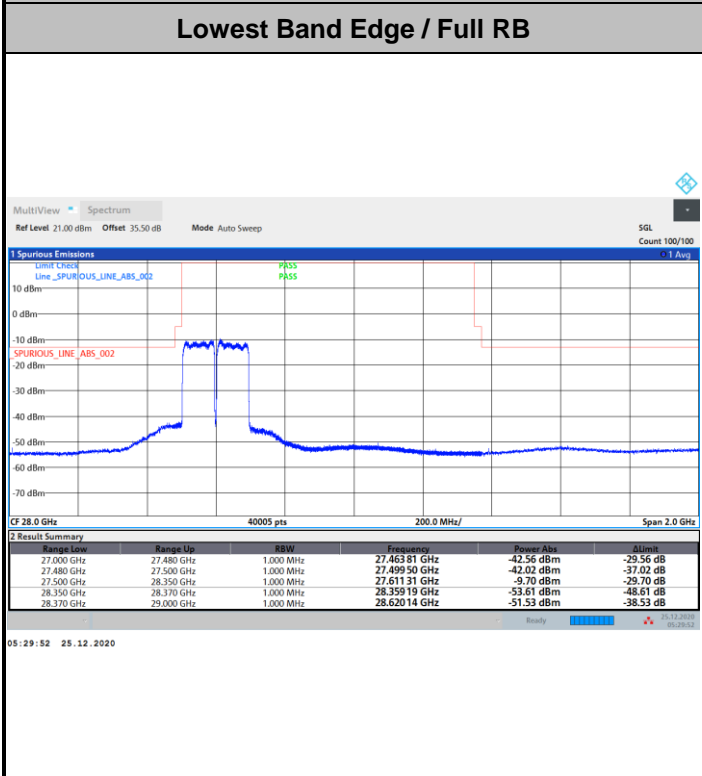 Lowest Band Edge / Full RB
MultiView Spectrum
Ref Level 21.00 dBm Offset 35.50 dB Mode Auto Sweep SGL
Count 100/100
1 Spurious Emissions 1 Avg
Limit Check PASS
Line _SPURIOUS_LINE_ABS_002 PASS
10 dBm
0 dBm
-10 dBm
_SPURIOUS_LINE_ABS_002
-20 dBm
-30 dBm
-40 dBm
-50 dBm
-60 dBm
-70 dBm
CF 28.0 GHz 40005 pts 200.0 MHz/ Span 2.0 GHz
2 Result Summary
Range Low Range Up RBW Frequency Power Abs ΔLimit
27.000 GHz 27.480 GHz 1.000 MHz 27.463 81 GHz -42.56 dBm -29.56 dB
27.480 GHz 27.500 GHz 1.000 MHz 27.499 50 GHz -42.02 dBm -37.02 dB
27.500 GHz 28.350 GHz 1.000 MHz 27.611 31 GHz -9.70 dBm -29.70 dB
28.350 GHz 28.370 GHz 1.000 MHz 28.359 19 GHz -53.61 dBm -48.61 dB
28.370 GHz 29.000 GHz 1.000 MHz 28.620 14 GHz -51.53 dBm -38.53 dB
Ready 25.12.2020
05:29:52
05:29:52 25.12.2020